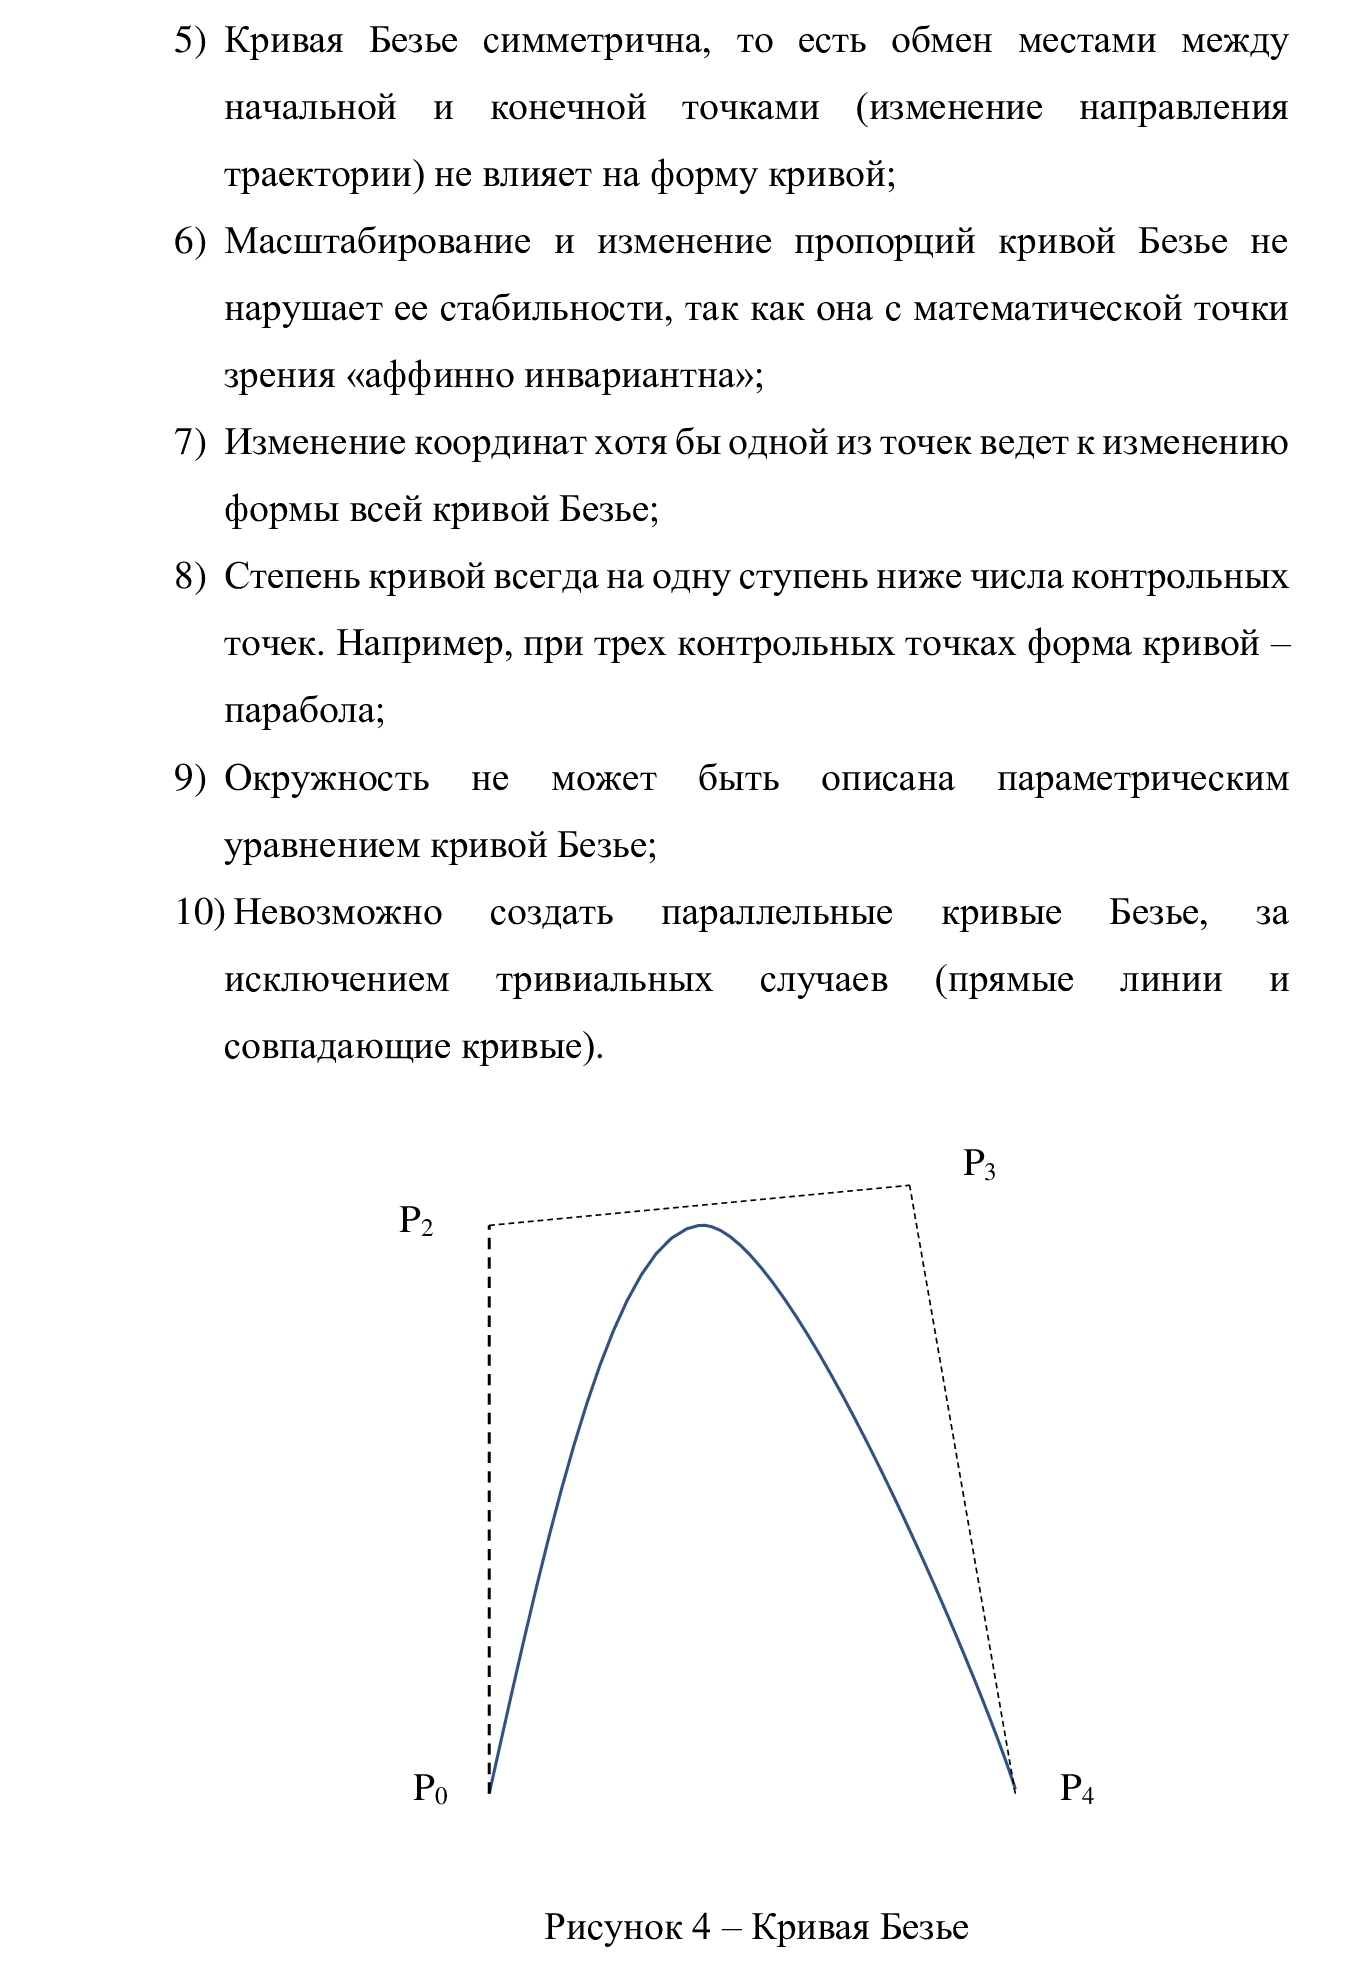 5) Кривая Безье симметрична, то есть обмен местами между
начальной и конечной точками (изменение направления
траектории) не влияет на форму кривой;
6) Масштабирование и изменение пропорций кривой Безье не
нарушает ее стабильности, так как она с математической точки
зрения «аффинно инвариантна»;
7) Изменение координат хотя бы одной из точек ведет к изменению
формы всей кривой Безье;
8) Степень кривой всегда на одну ступень ниже числа контрольных
точек. Например, при трех контрольных точках форма кривой –
парабола;
9) Окружность не может быть описана параметрическим
уравнением кривой Безье;
10) Невозможно создать параллельные кривые Безье, за
исключением тривиальных случаев (прямые линии и
совпадающие кривые).
P₃
P₂
P₀
P₄
Рисунок 4 – Кривая Безье